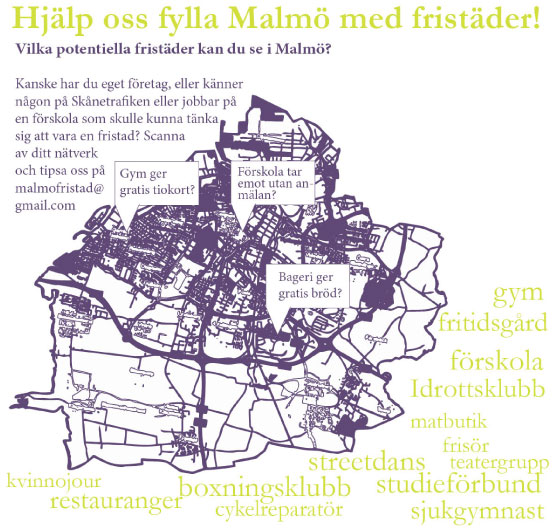 Hjälp oss fylla Malmö med fristäder!
Vilka potentiella fristäder kan du se i Malmö?
Kanske har du eget företag, eller känner
någon på Skånetrafiken eller jobbar på
en förskola som skulle kunna tänka
sig att vara en fristad? Scanna
av ditt nätverk
och tipsa oss på
malmofristad@
gmail.com
Gym ger
gratis tiokort?
Förskola tar
emot utan an-
mälan?
Bageri ger
gratis bröd?
gym
fritidsgård
förskola
Idrottsklubb
matbutik
frisör
streetdans
teatergrupp
kvinnojour
boxningsklubb
studieförbund
restauranger
cykelreparatör
sjukgymnast